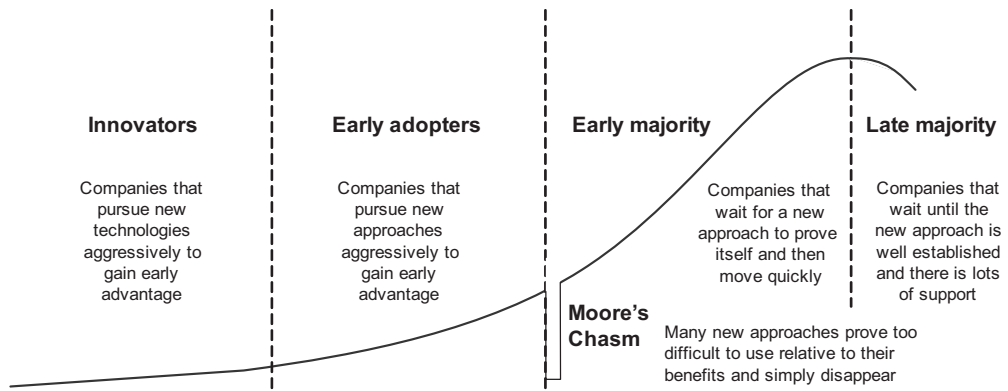 Innovators
Companies that
pursue new
technologies
aggressively to
gain early
advantage
Early adopters
Companies that
pursue new
approaches
aggressively to
gain early
advantage
Early majority
Companies that
wait for a new
approach to prove
itself and then
move quickly
Late majority
Companies that
wait until the
new approach is
well established
and there is lots
of support
Moore's
Chasm
Many new approaches prove too
difficult to use relative to their
benefits and simply disappear